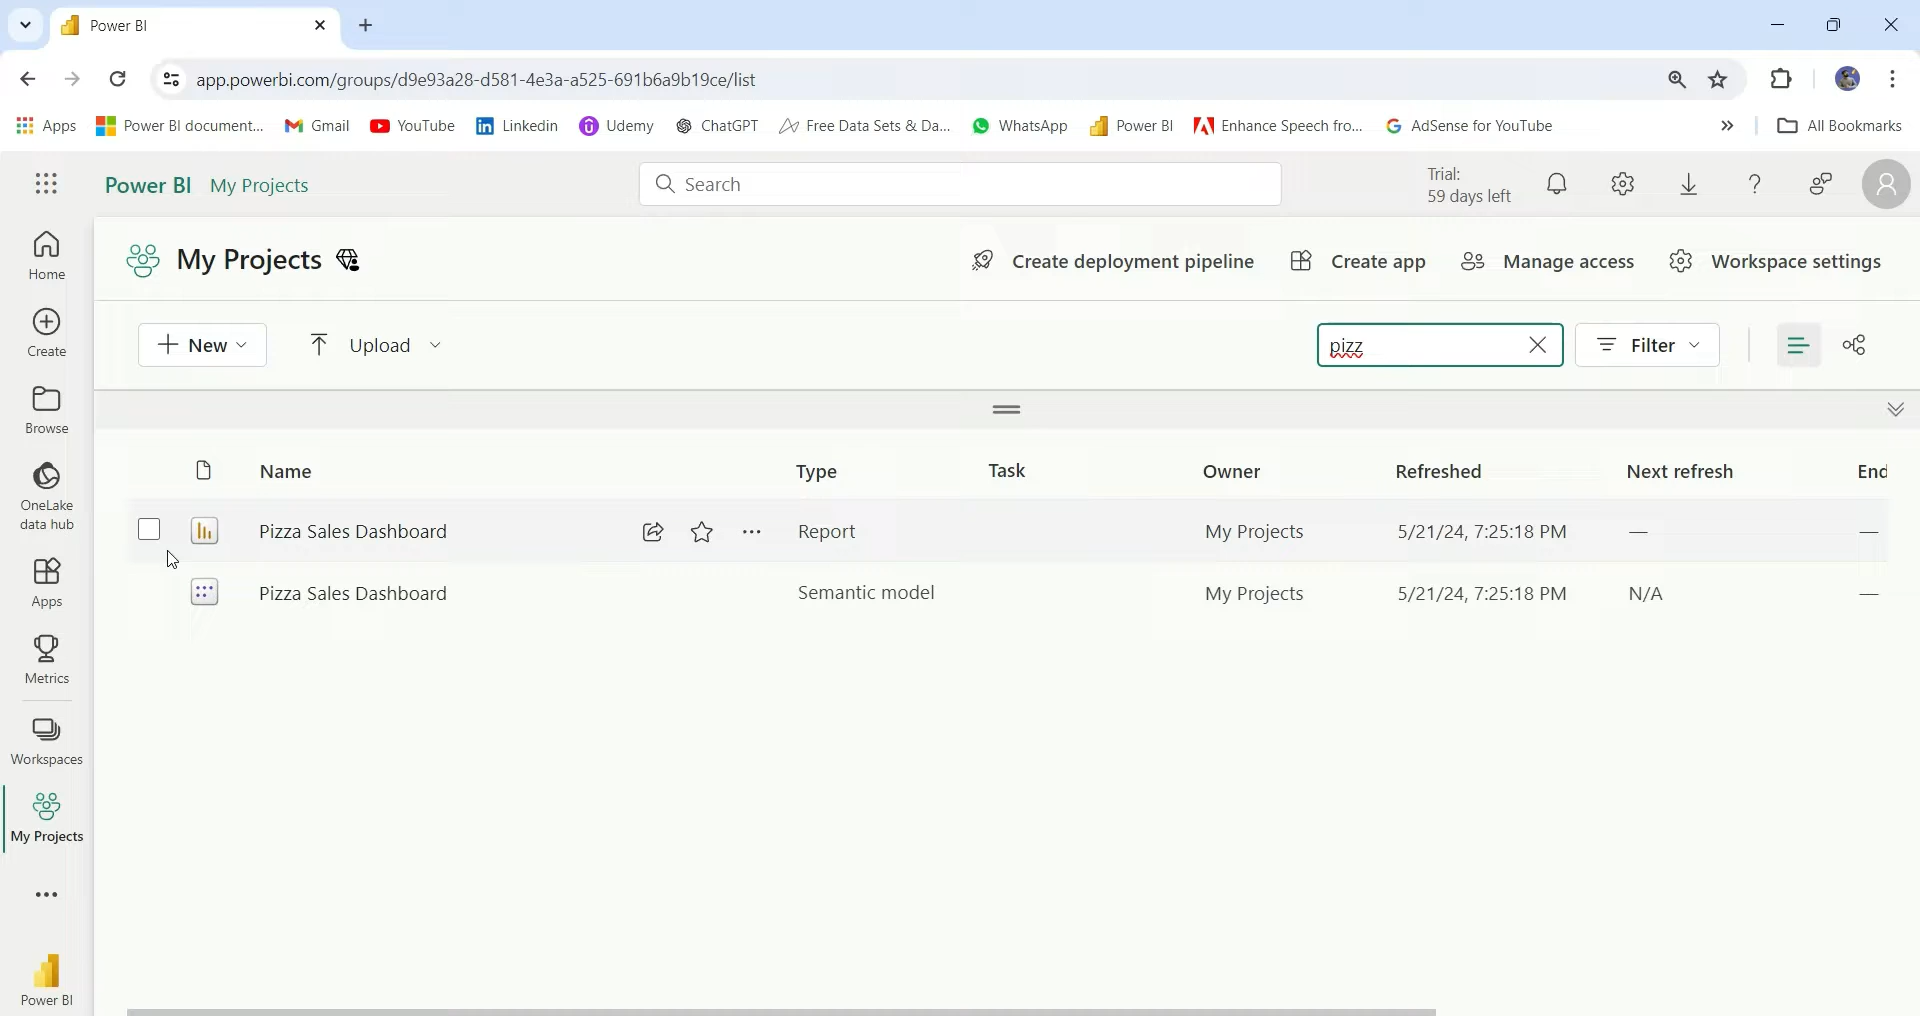 Power BI
app.powerbi.com/groups/d9e93a28-d581-4e3a-a525-691b6a9b19ce/list
Apps Power BI document... Gmail YouTube Linkedin Udemy ChatGPT Free Data Sets & Da... WhatsApp Power BI Enhance Speech fro... AdSense for YouTube All Bookmarks
Power BI My Projects Search Trial:
59 days left
My Projects Create deployment pipeline Create app Manage access Workspace settings
New Upload pizz Filter
Name Type Task Owner Refreshed Next refresh End
Pizza Sales Dashboard Report My Projects 5/21/24, 7:25:18 PM —  —
Pizza Sales Dashboard Semantic model My Projects 5/21/24, 7:25:18 PM N/A —
Home
Create
Browse
OneLake
data hub
Apps
Metrics
Workspaces
My Projects
Power BI